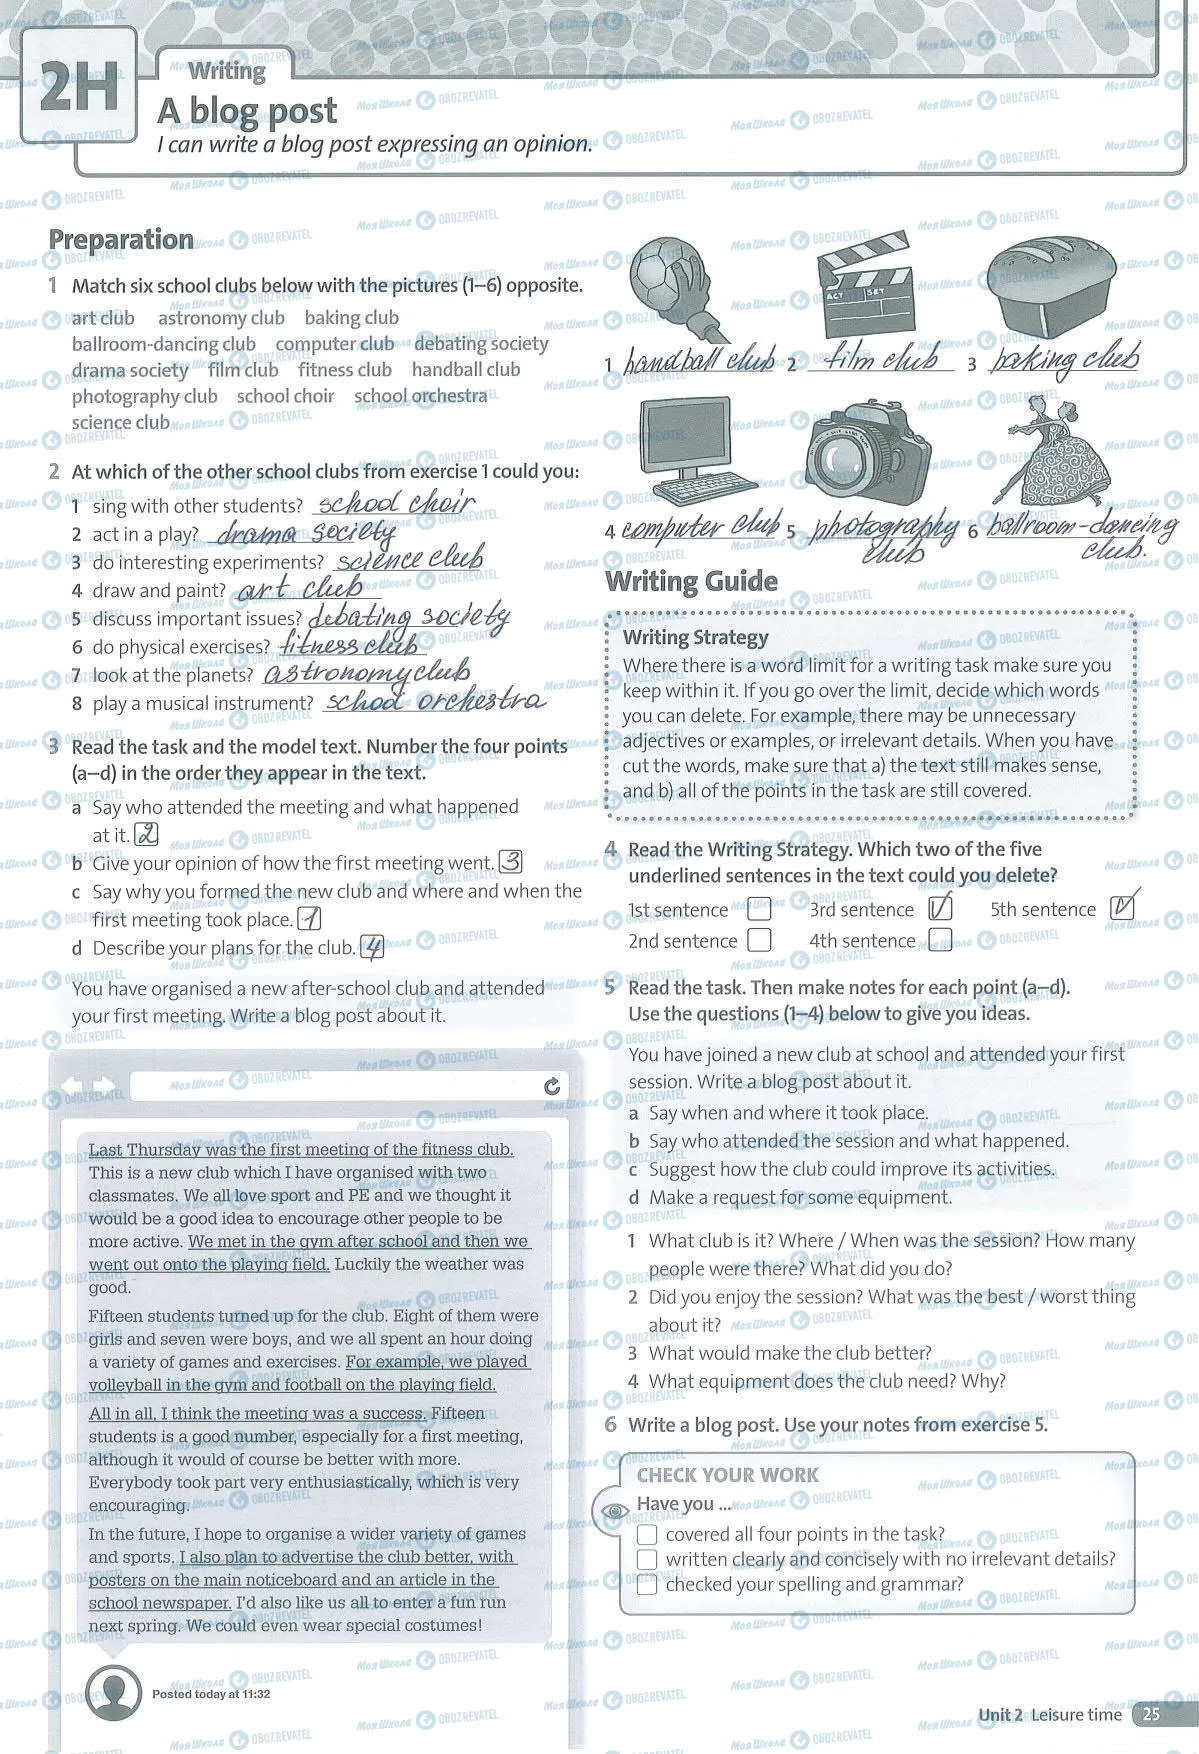 2H
Writing
A blog post
I can write a blog post expressing an opinion.
Preparation
1 Match six school clubs below with the pictures (1–6) opposite.
art club astronomy club baking club
ballroom-dancing club computer club debating society
drama society film club fitness club handball club
photography club school choir school orchestra
science club
2 At which of the other school clubs from exercise 1 could you:
1 sing with other students? school choir
2 act in a play? drama society
3 do interesting experiments? science club
4 draw and paint? art club
5 discuss important issues? debating society
6 do physical exercises? fitness club
7 look at the planets? astronomy club
8 play a musical instrument? school orchestra
3 Read the task and the model text. Number the four points
(a–d) in the order they appear in the text.
a Say who attended the meeting and what happened
at it. 2
b Give your opinion of how the first meeting went. 3
c Say why you formed the new club and where and when the
first meeting took place. 1
d Describe your plans for the club. 4
You have organised a new after-school club and attended
your first meeting. Write a blog post about it.
Last Thursday was the first meeting of the fitness club.
This is a new club which I have organised with two
classmates. We all love sport and PE and we thought it
would be a good idea to encourage other people to be
more active. We met in the gym after school and then we
went out onto the playing field. Luckily the weather was
good.
Fifteen students turned up for the club. Eight of them were
girls and seven were boys, and we all spent an hour doing
a variety of games and exercises. For example, we played
volleyball in the gym and football on the playing field.
All in all, I think the meeting was a success. Fifteen
students is a good number, especially for a first meeting,
although it would of course be better with more.
Everybody took part very enthusiastically, which is very
encouraging.
In the future, I hope to organise a wider variety of games
and sports. I also plan to advertise the club better, with
posters on the main noticeboard and an article in the
school newspaper. I'd also like us all to enter a fun run
next spring. We could even wear special costumes!
Posted today at 11:32
ACT SET
1 handball club 2 film club 3 baking club
4 computer club 5 photography club 6 ballroom-dancing club.
Writing Guide
Writing Strategy
Where there is a word limit for a writing task make sure you
keep within it. If you go over the limit, decide which words
you can delete. For example, there may be unnecessary
adjectives or examples, or irrelevant details. When you have
cut the words, make sure that a) the text still makes sense,
and b) all of the points in the task are still covered.
4 Read the Writing Strategy. Which two of the five
underlined sentences in the text could you delete?
1st sentence 3rd sentence ✓ 5th sentence ✓
2nd sentence 4th sentence
5 Read the task. Then make notes for each point (a–d).
Use the questions (1–4) below to give you ideas.
You have joined a new club at school and attended your first
session. Write a blog post about it.
a Say when and where it took place.
b Say who attended the session and what happened.
c Suggest how the club could improve its activities.
d Make a request for some equipment.
1 What club is it? Where / When was the session? How many
people were there? What did you do?
2 Did you enjoy the session? What was the best / worst thing
about it?
3 What would make the club better?
4 What equipment does the club need? Why?
6 Write a blog post. Use your notes from exercise 5.
CHECK YOUR WORK
Have you ...
covered all four points in the task?
written clearly and concisely with no irrelevant details?
checked your spelling and grammar?
Unit 2 Leisure time 25
Моя Школа OBOZREVATEL